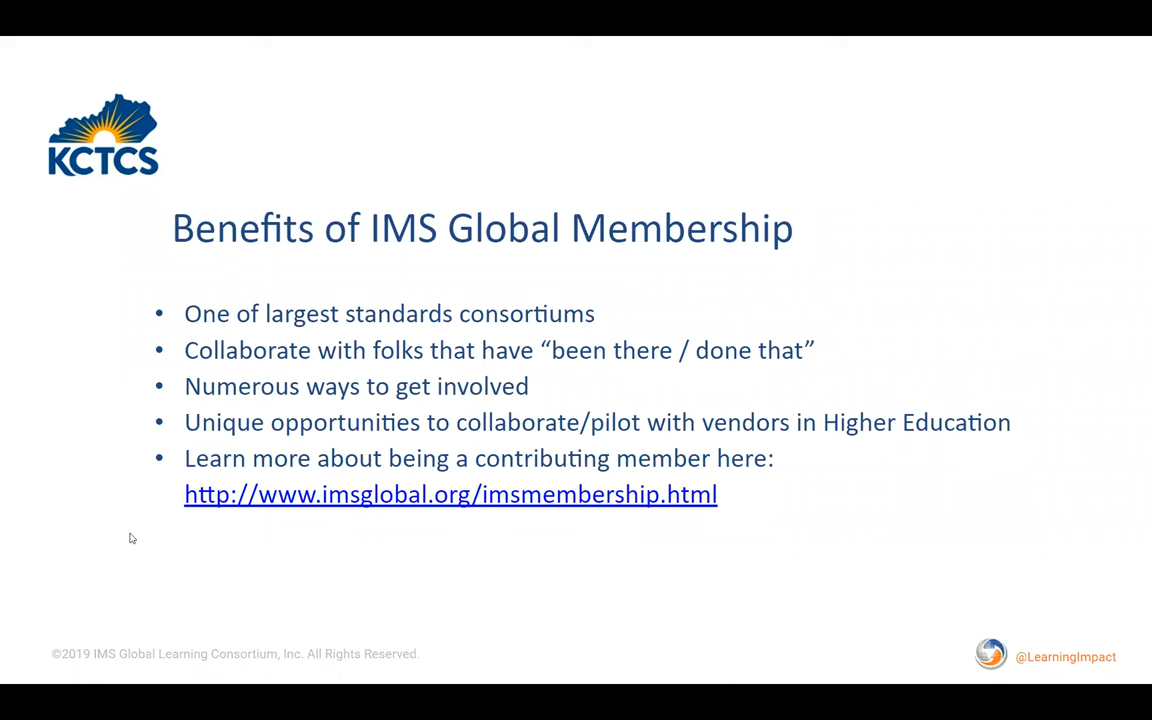 KCTCS
Benefits of IMS Global Membership
• One of largest standards consortiums
• Collaborate with folks that have “been there / done that”
• Numerous ways to get involved
• Unique opportunities to collaborate/pilot with vendors in Higher Education
• Learn more about being a contributing member here:
http://www.imsglobal.org/imsmembership.html
©2019 IMS Global Learning Consortium, Inc. All Rights Reserved.
@LearningImpact